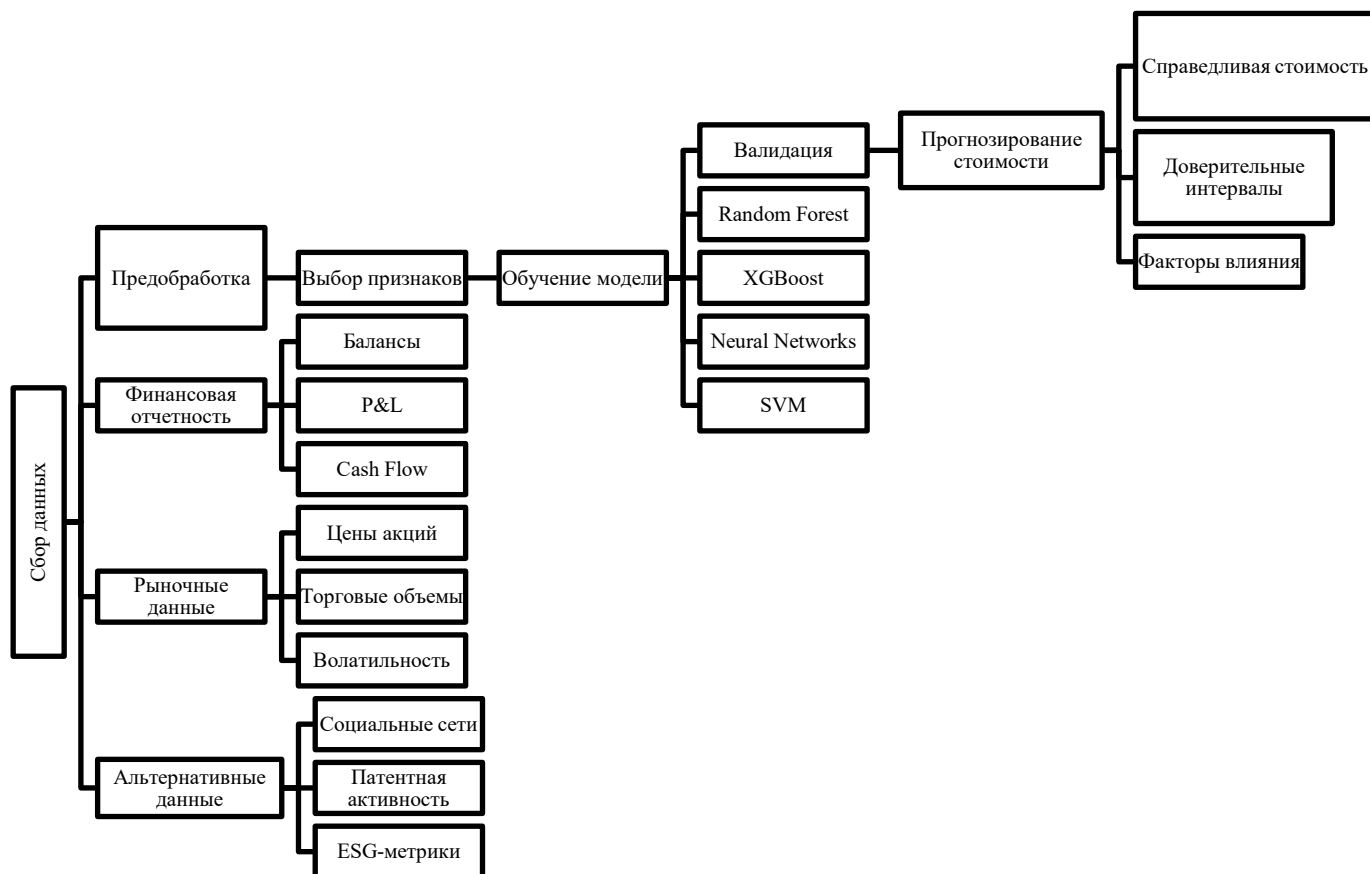 Сбор данных
Предобработка
Выбор признаков
Обучение модели
Валидация
Прогнозирование
стоимости
Справедливая стоимость
Доверительные
интервалы
Факторы влияния
Random Forest
XGBoost
Neural Networks
SVM
Финансовая
отчетность
Балансы
P&L
Cash Flow
Рыночные
данные
Цены акций
Торговые объемы
Волатильность
Альтернативные
данные
Социальные сети
Патентная
активность
ESG-метрики